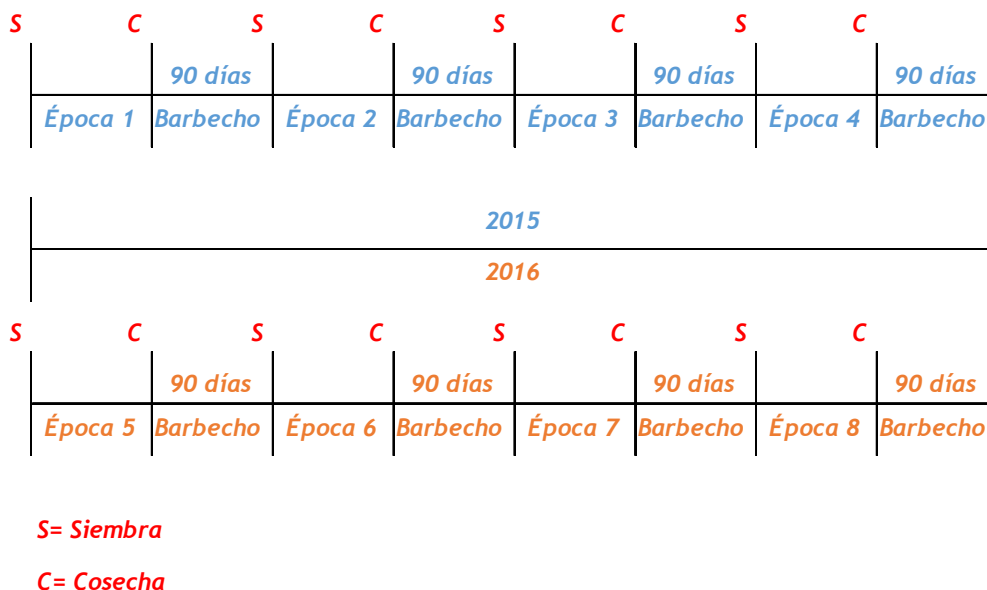 S C S C S C S C
90 días 90 días 90 días 90 días
Época 1 Barbecho Época 2 Barbecho Época 3 Barbecho Época 4 Barbecho
2015
2016
S C S C S C S C
90 días 90 días 90 días 90 días
Época 5 Barbecho Época 6 Barbecho Época 7 Barbecho Época 8 Barbecho
S= Siembra
C= Cosecha